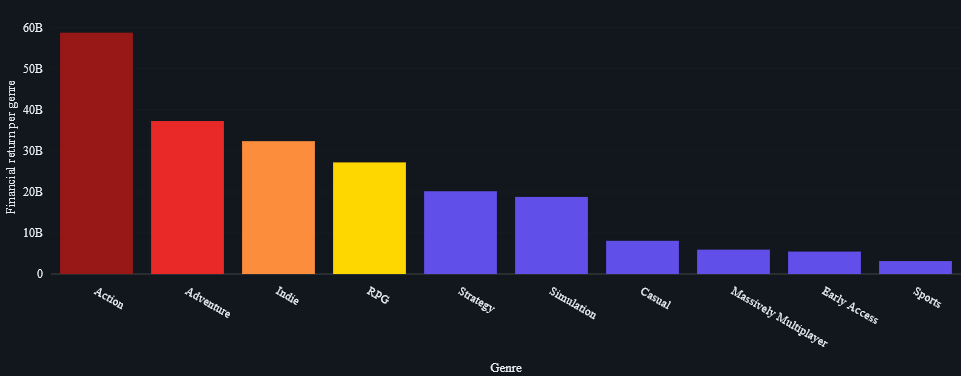 Financial return per genre
60B
50B
40B
30B
20B
10B
0
Action
Adventure
Indie
RPG
Strategy
Simulation
Casual
Massively Multiplayer
Early Access
Sports
Genre